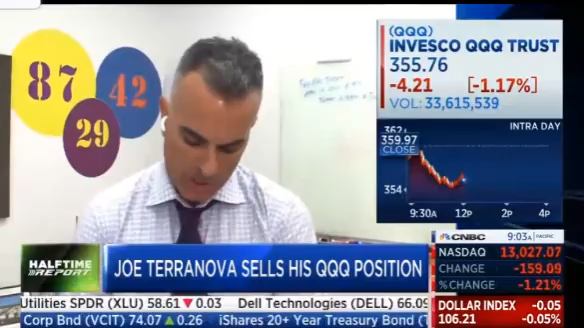 87
42
29
(QQQ)
INVESCO QQQ TRUST
355.76
-4.21 [-1.17%]
VOL: 33,615,539
INTRA DAY
362
359.97
CLOSE
354
9:30A 12P 2P 4P
CNBC 9:03A PACIFIC
NASDAQ 13,027.07
CHANGE -159.09
% CHANGE -1.21%
HALFTIME
REPORT
JOE TERRANOVA SELLS HIS QQQ POSITION
DOLLAR INDEX -0.05
106.21 -0.05%
Utilities SPDR (XLU) 58.61 ▼ 0.03 Dell Technologies (DELL) 66.09
Corp Bnd (VCIT) 74.07 ▲ 0.26 iShares 20+ Year Treasury Bond (T